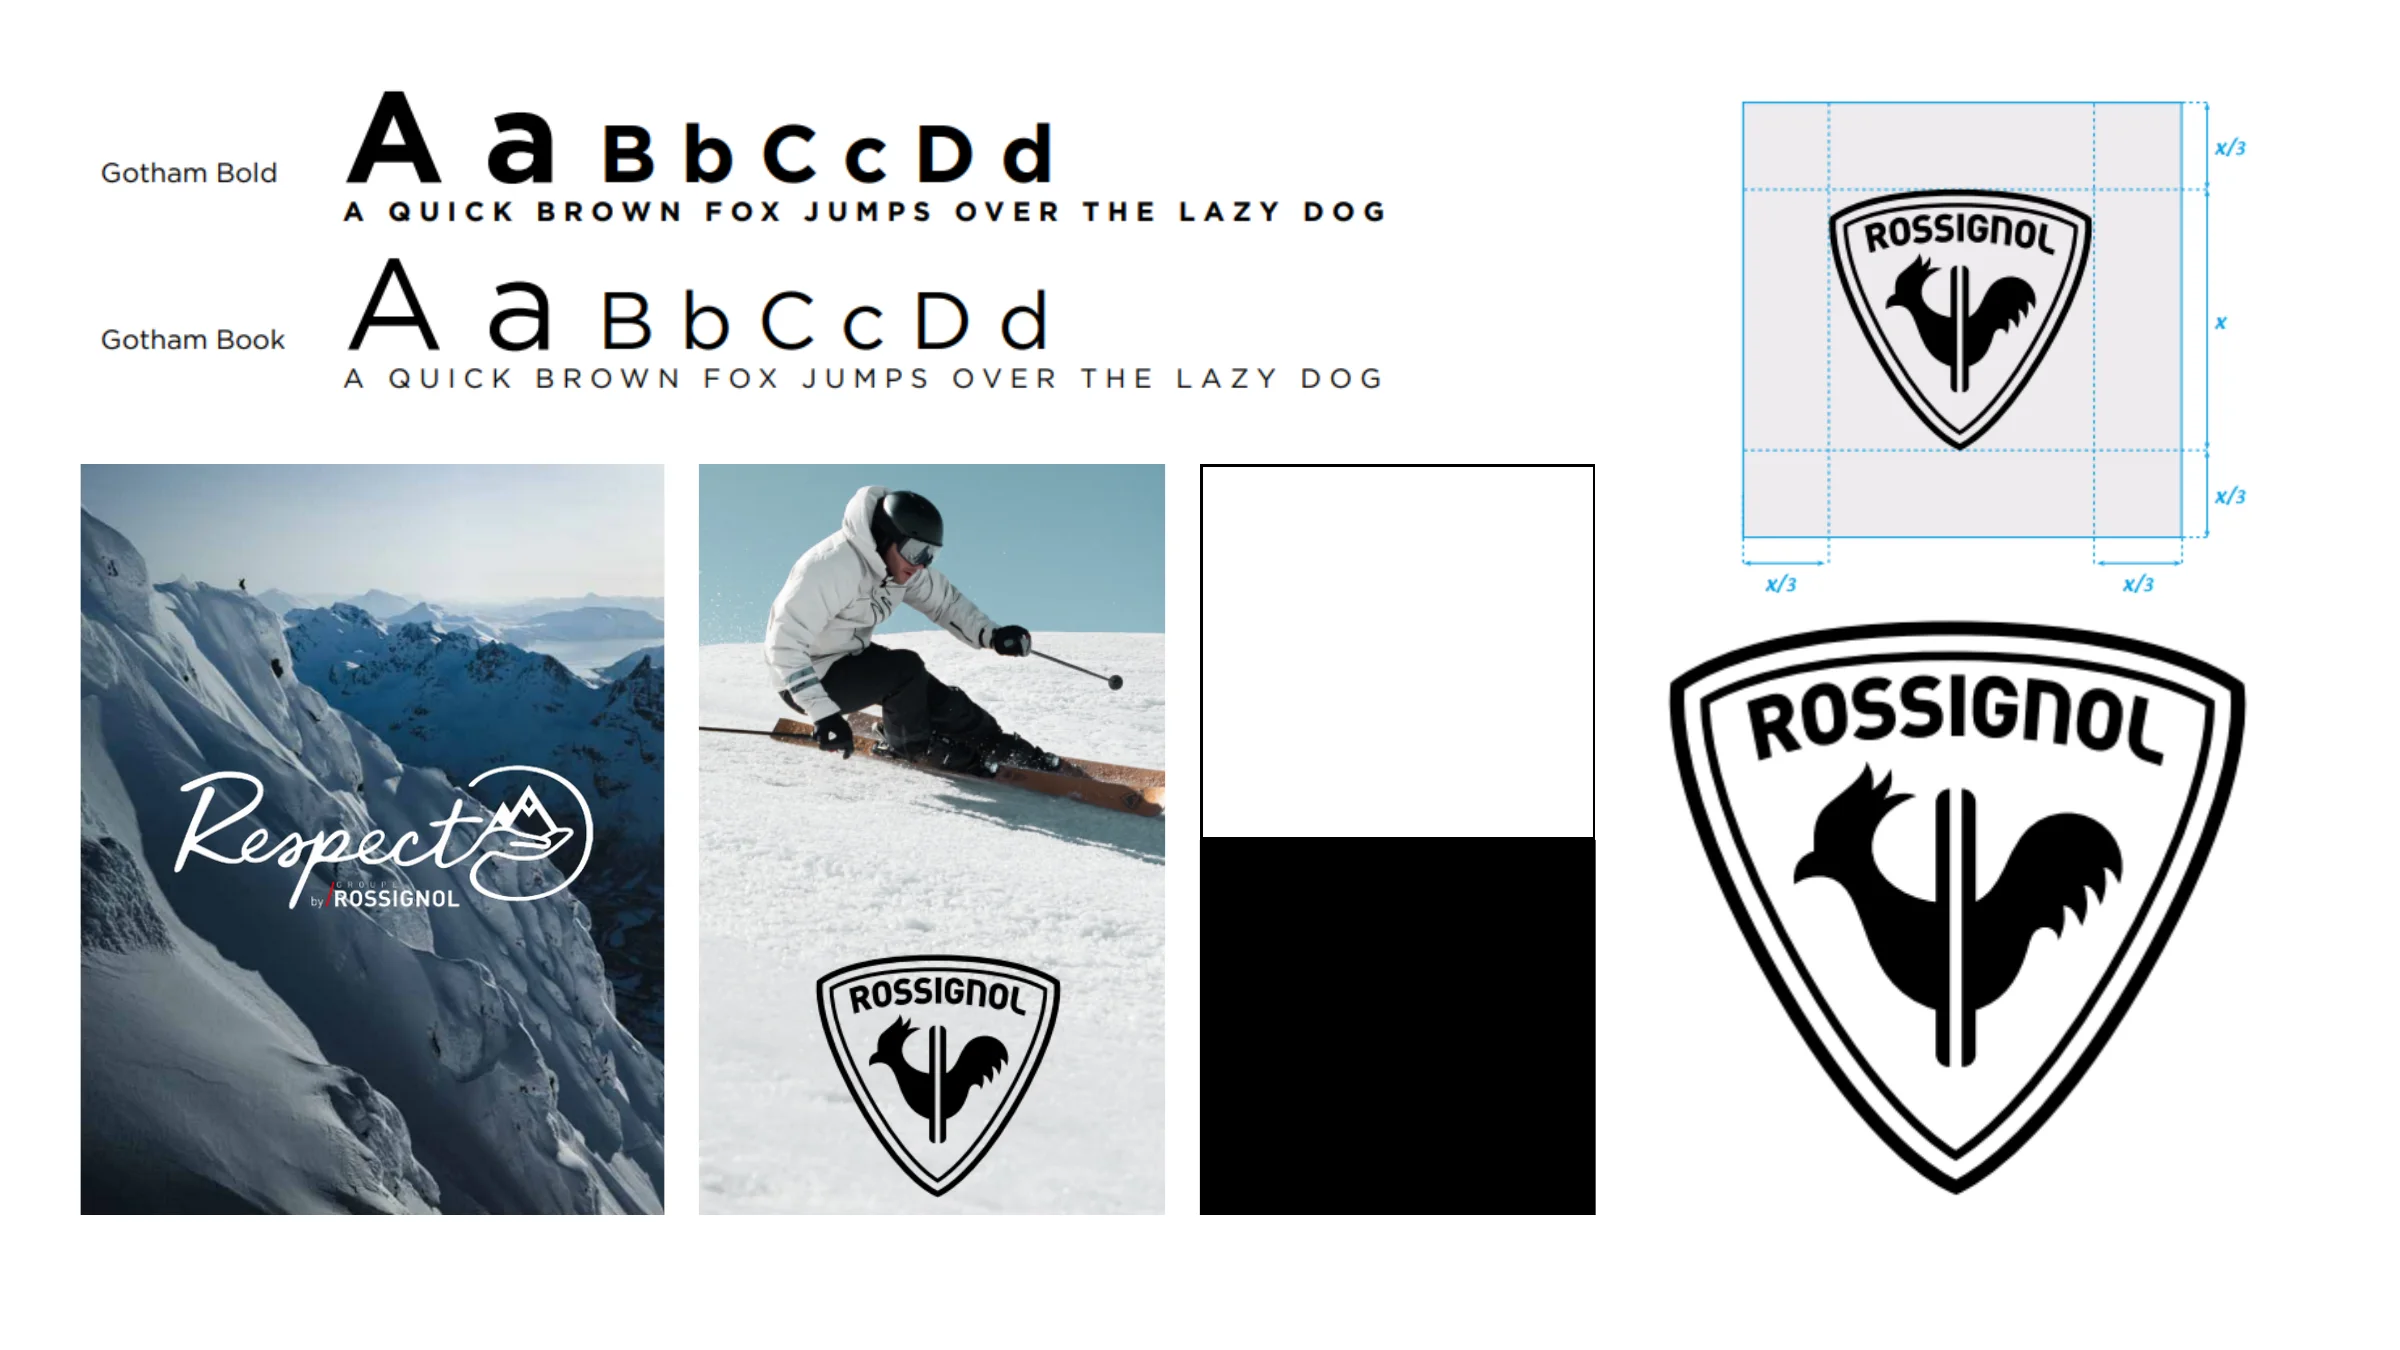 Gotham Bold
A a B b C c D d
A QUICK BROWN FOX JUMPS OVER THE LAZY DOG
Gotham Book
A a B b C c D d
A QUICK BROWN FOX JUMPS OVER THE LAZY DOG
x/3
ROSSIGNOL
x
x/3
x/3
x/3
Respect
GROUPE
by ROSSIGNOL
ROSSIGNOL
ROSSIGNOL